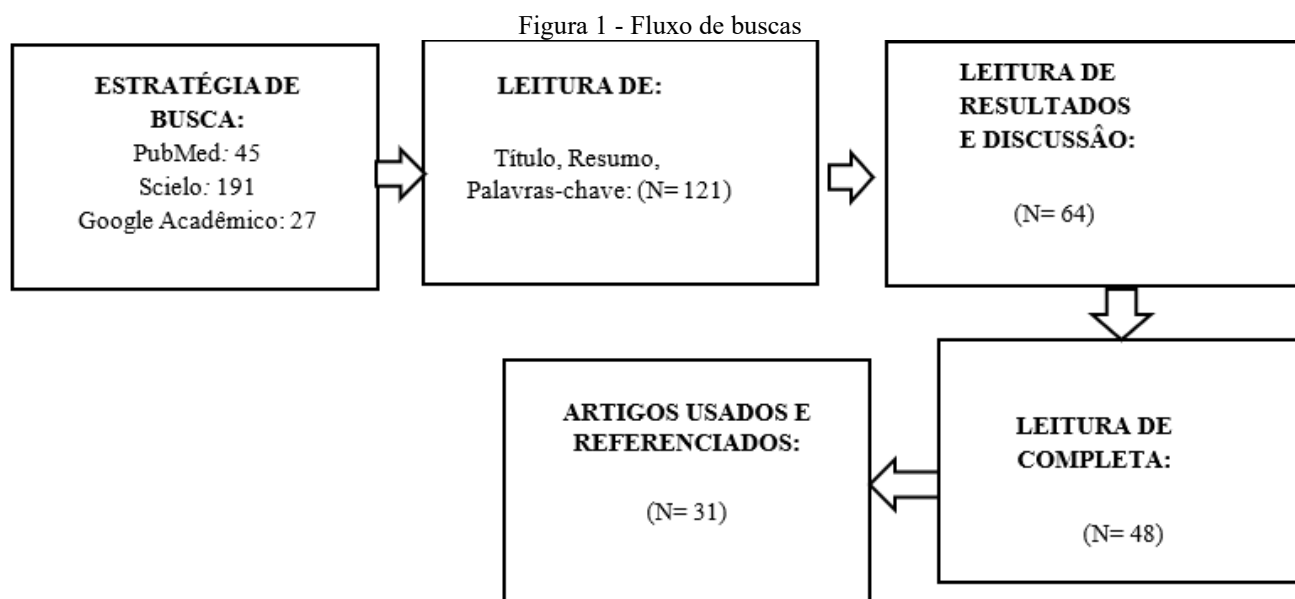 Figura 1 - Fluxo de buscas
ESTRATÉGIA DE
BUSCA:
PubMed: 45
Scielo: 191
Google Acadêmico: 27
LEITURA DE:
Título, Resumo,
Palavras-chave: (N= 121)
LEITURA DE
RESULTADOS
E DISCUSSÂO:
(N= 64)
LEITURA DE
COMPLETA:
(N= 48)
ARTIGOS USADOS E
REFERENCIADOS:
(N= 31)